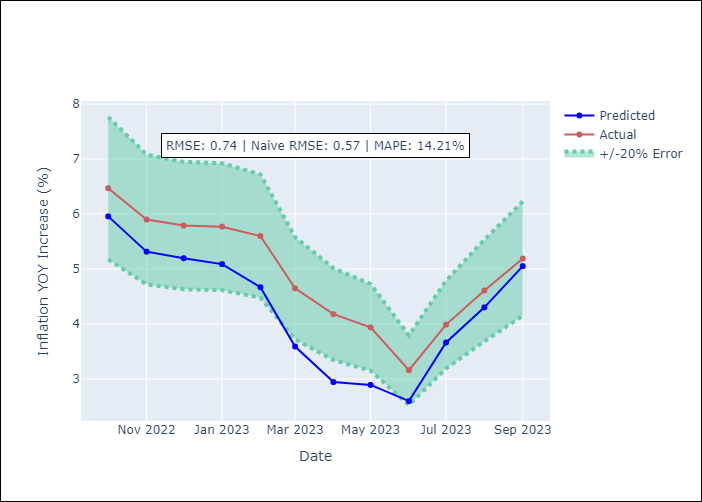 8
7
6
5
4
3
Inflation YOY Increase (%)
RMSE: 0.74 | Naive RMSE: 0.57 | MAPE: 14.21%
Predicted
Actual
+/-20% Error
Nov 2022 Jan 2023 Mar 2023 May 2023 Jul 2023 Sep 2023
Date